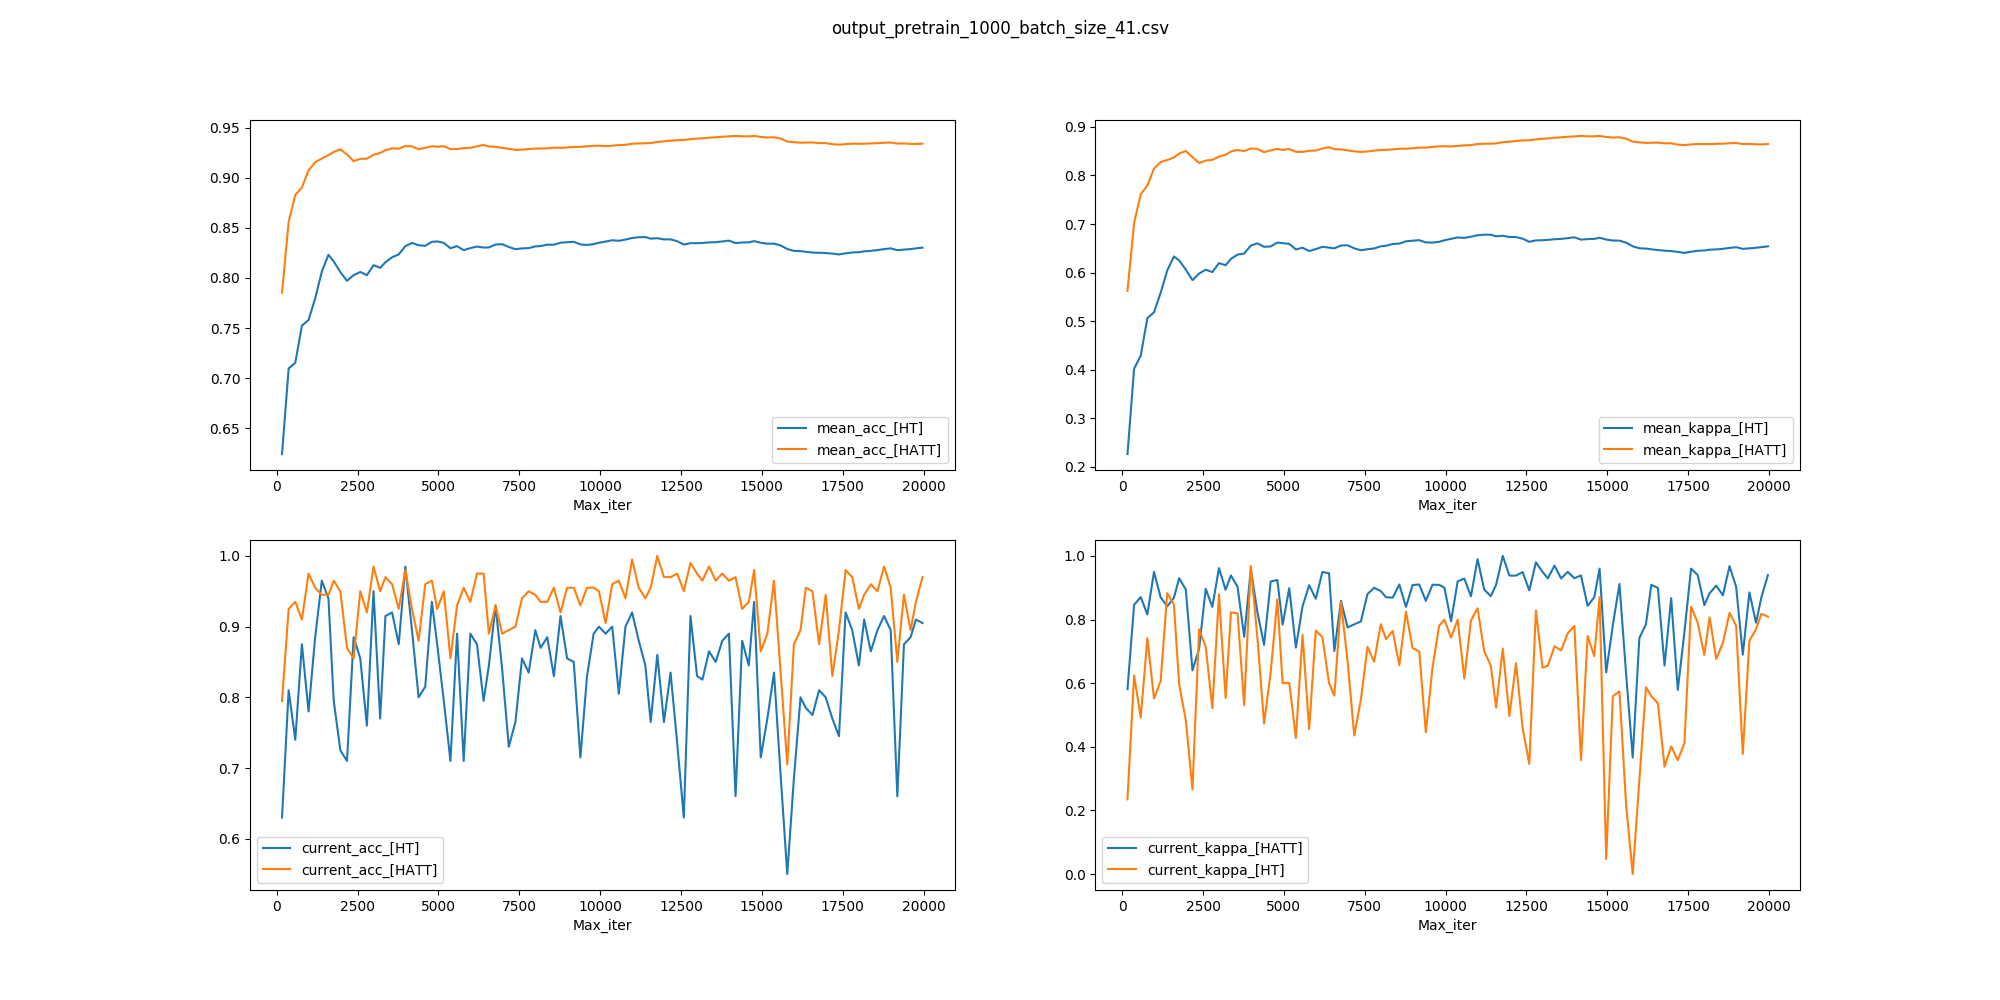 output_pretrain_1000_batch_size_41.csv
0.95
0.90
0.85
0.80
0.75
0.70
0.65
mean_acc_[HT]
mean_acc_[HATT]
0 2500 5000 7500 10000 12500 15000 17500 20000
Max_iter
0.9
0.8
0.7
0.6
0.5
0.4
0.3
0.2
mean_kappa_[HT]
mean_kappa_[HATT]
0 2500 5000 7500 10000 12500 15000 17500 20000
Max_iter
1.0
0.9
0.8
0.7
0.6
current_acc_[HT]
current_acc_[HATT]
0 2500 5000 7500 10000 12500 15000 17500 20000
Max_iter
1.0
0.8
0.6
0.4
0.2
0.0
current_kappa_[HATT]
current_kappa_[HT]
0 2500 5000 7500 10000 12500 15000 17500 20000
Max_iter